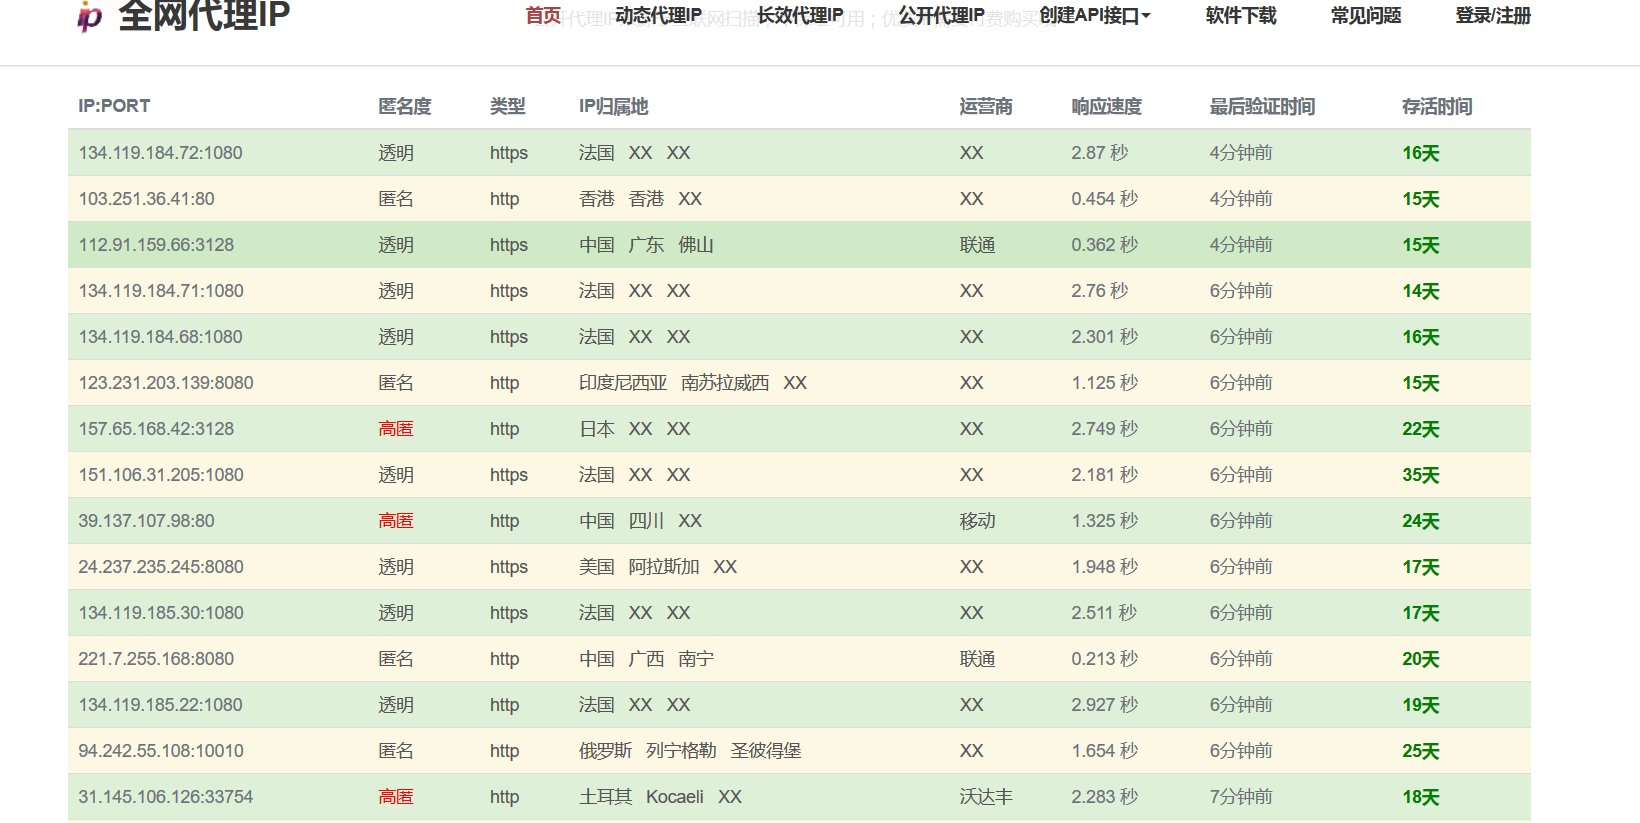 ip 全网代理IP 首页 动态代理IP 长效代理IP 公开代理IP 创建API接口 软件下载 常见问题 登录/注册
IP:PORT 匿名度 类型 IP归属地 运营商 响应速度 最后验证时间 存活时间
134.119.184.72:1080 透明 https 法国 XX XX XX 2.87 秒 4分钟前 16天
103.251.36.41:80 匿名 http 香港 香港 XX XX 0.454 秒 4分钟前 15天
112.91.159.66:3128 透明 https 中国 广东 佛山 联通 0.362 秒 4分钟前 15天
134.119.184.71:1080 透明 https 法国 XX XX XX 2.76 秒 6分钟前 14天
134.119.184.68:1080 透明 https 法国 XX XX XX 2.301 秒 6分钟前 16天
123.231.203.139:8080 匿名 http 印度尼西亚 南苏拉威西 XX XX 1.125 秒 6分钟前 15天
157.65.168.42:3128 高匿 http 日本 XX XX XX 2.749 秒 6分钟前 22天
151.106.31.205:1080 透明 https 法国 XX XX XX 2.181 秒 6分钟前 35天
39.137.107.98:80 高匿 http 中国 四川 XX 移动 1.325 秒 6分钟前 24天
24.237.235.245:8080 透明 https 美国 阿拉斯加 XX XX 1.948 秒 6分钟前 17天
134.119.185.30:1080 透明 https 法国 XX XX XX 2.511 秒 6分钟前 17天
221.7.255.168:8080 匿名 http 中国 广西 南宁 联通 0.213 秒 6分钟前 20天
134.119.185.22:1080 透明 https 法国 XX XX XX 2.927 秒 6分钟前 19天
94.242.55.108:10010 匿名 http 俄罗斯 列宁格勒 圣彼得堡 XX 1.654 秒 6分钟前 25天
31.145.106.126:33754 高匿 http 土耳其 Kocaeli XX 沃达丰 2.283 秒 7分钟前 18天